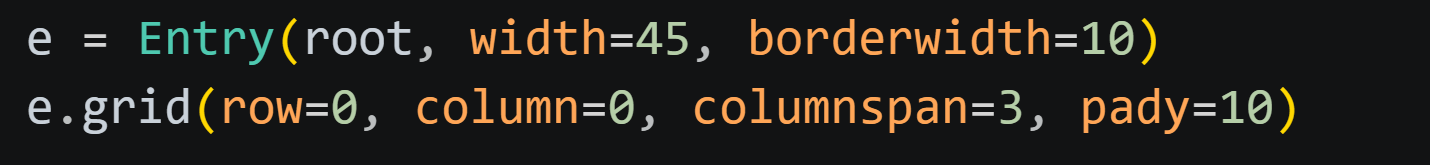 e = Entry(root, width=45, borderwidth=10)
e.grid(row=0, column=0, columnspan=3, pady=10)